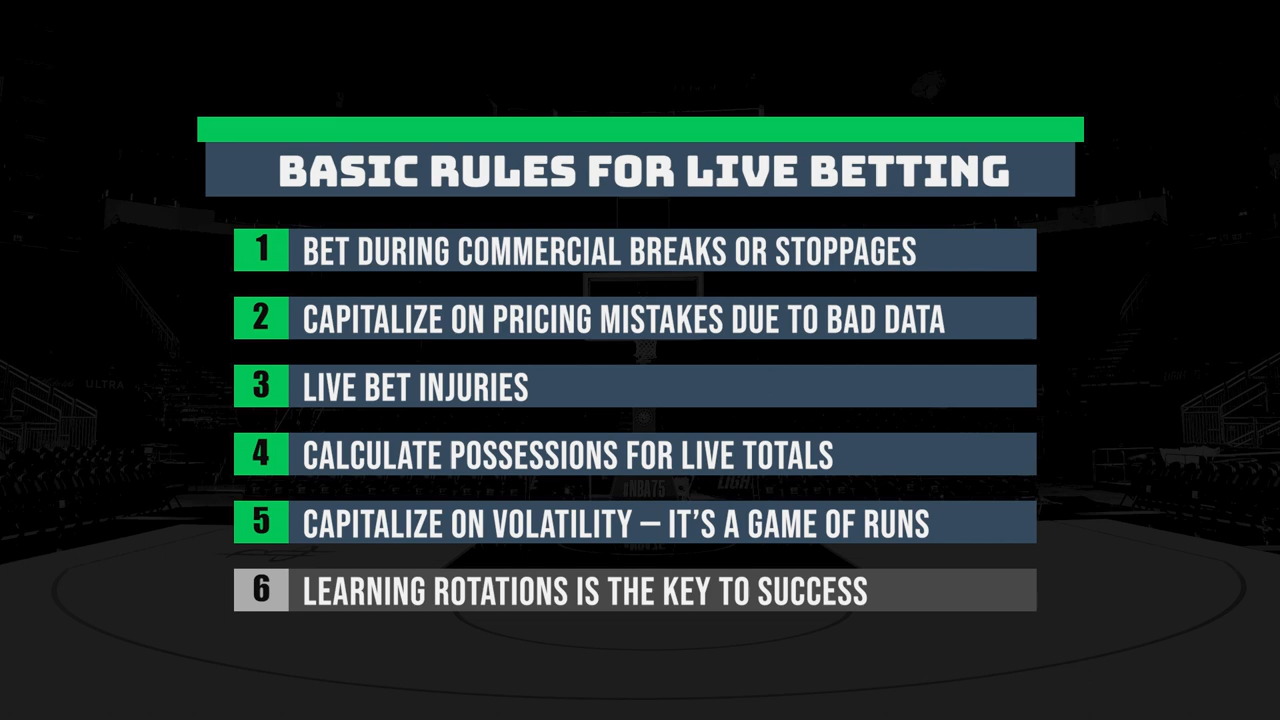 BASIC RULES FOR LIVE BETTING
1 BET DURING COMMERCIAL BREAKS OR STOPPAGES
2 CAPITALIZE ON PRICING MISTAKES DUE TO BAD DATA
3 LIVE BET INJURIES
ULTRA
4 CALCULATE POSSESSIONS FOR LIVE TOTALS
#NBA75
5 CAPITALIZE ON VOLATILITY – IT'S A GAME OF RUNS
6 LEARNING ROTATIONS IS THE KEY TO SUCCESS